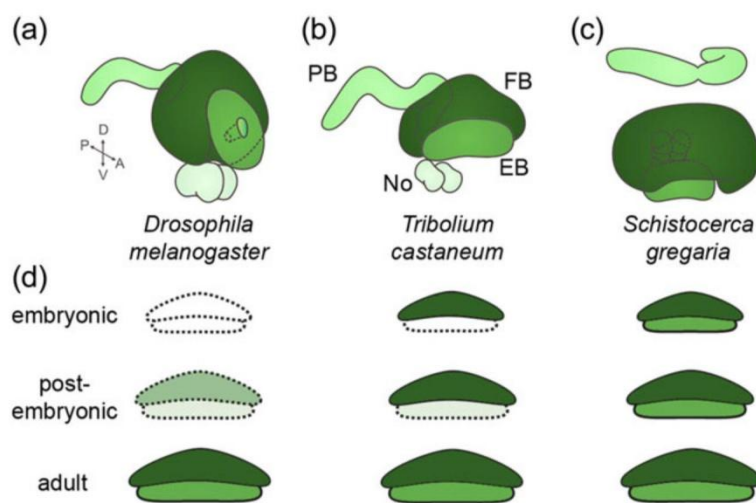 (a)
(b)
(c)
PB
FB
EB
No
D
P
A
V
Drosophila
melanogaster
Tribolium
castaneum
Schistocerca
gregaria
(d)
embryonic
post-
embryonic
adult